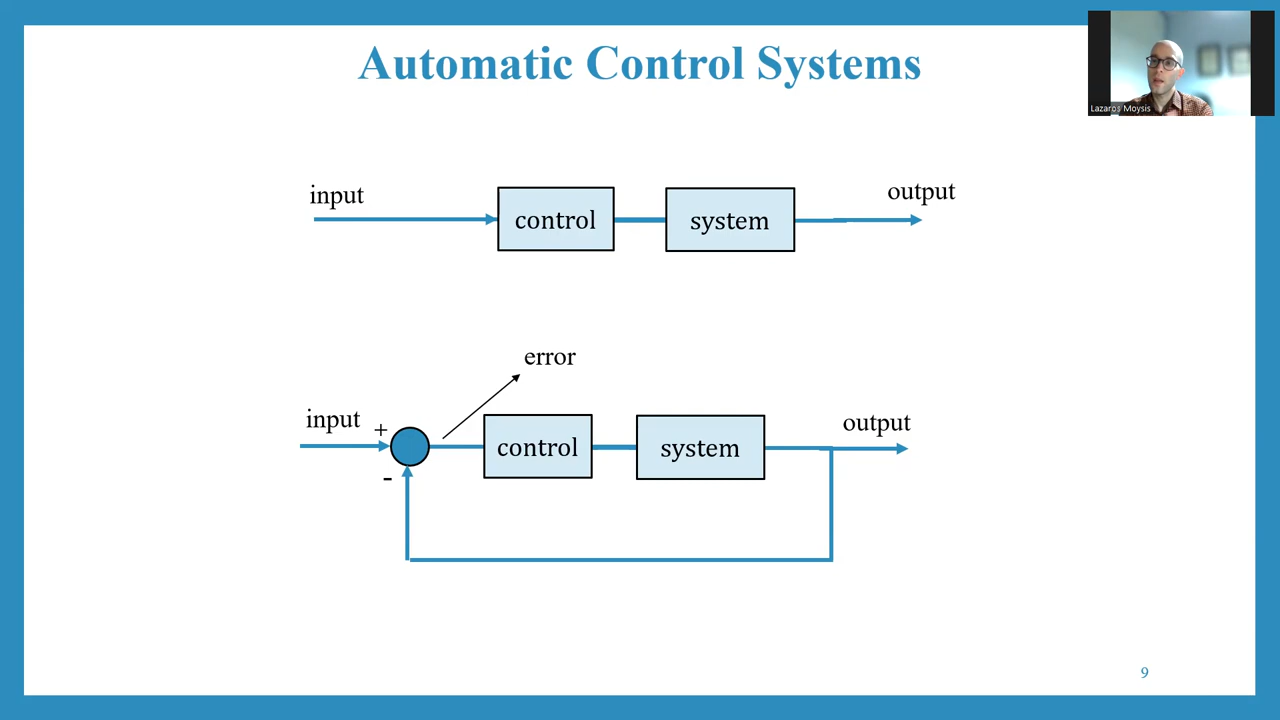 Automatic Control Systems
Lazaros Moysis
input
control
system
output
error
input
+
-
control
system
output
9